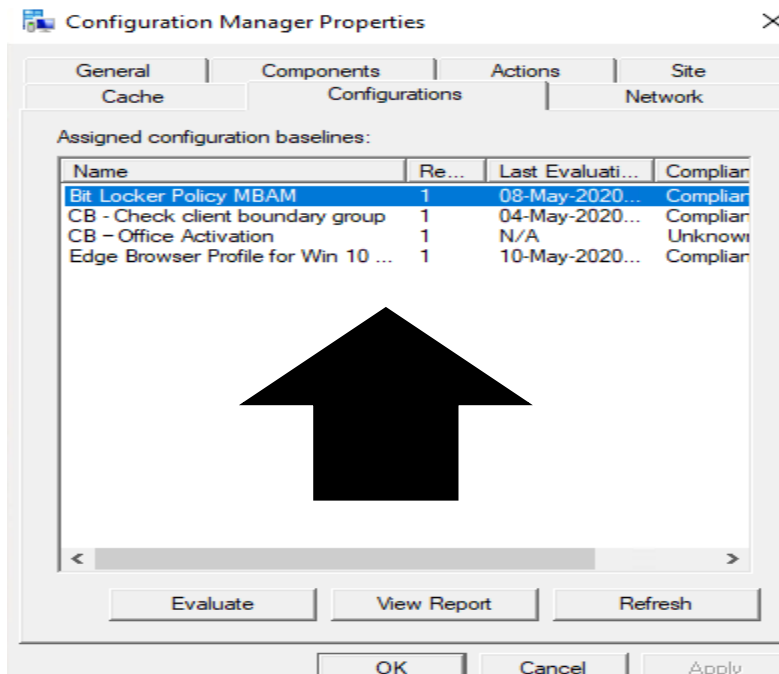 Configuration Manager Properties
General Components Actions Site
Cache Configurations Network
Assigned configuration baselines:
Name Re... Last Evaluati... Complian
Bit Locker Policy MBAM 1 08-May-2020... Complian
CB - Check client boundary group 1 04-May-2020... Complian
CB – Office Activation 1 N/A Unknow
Edge Browser Profile for Win 10 ... 1 10-May-2020... Complian
Evaluate View Report Refresh
OK Cancel Apply